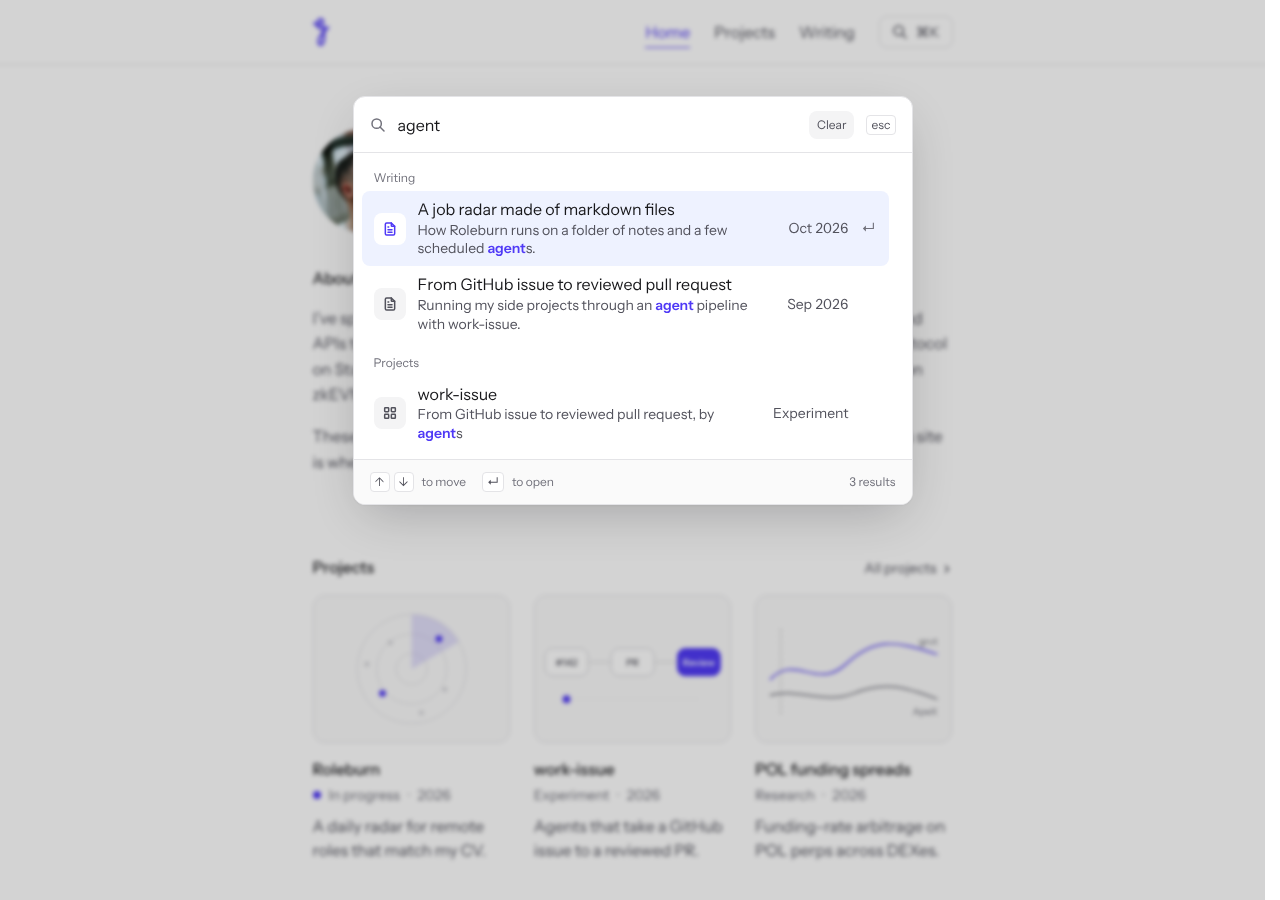 Home
Projects
Writing
⌘K
agent
Clear
esc
Writing
A job radar made of markdown files
How Roleburn runs on a folder of notes and a few
scheduled agents.
Oct 2026
From GitHub issue to reviewed pull request
Running my side projects through an agent pipeline
with work-issue.
Sep 2026
Projects
work-issue
From GitHub issue to reviewed pull request, by
agents
Experiment
to move
to open
3 results
Projects
All projects
PR
Review
Roleburn
In progress · 2026
A daily radar for remote
roles that match my CV.
work-issue
Experiment · 2026
Agents that take a GitHub
issue to a reviewed PR.
POL funding spreads
Research · 2026
Funding-rate arbitrage on
POL perps across DEXes.